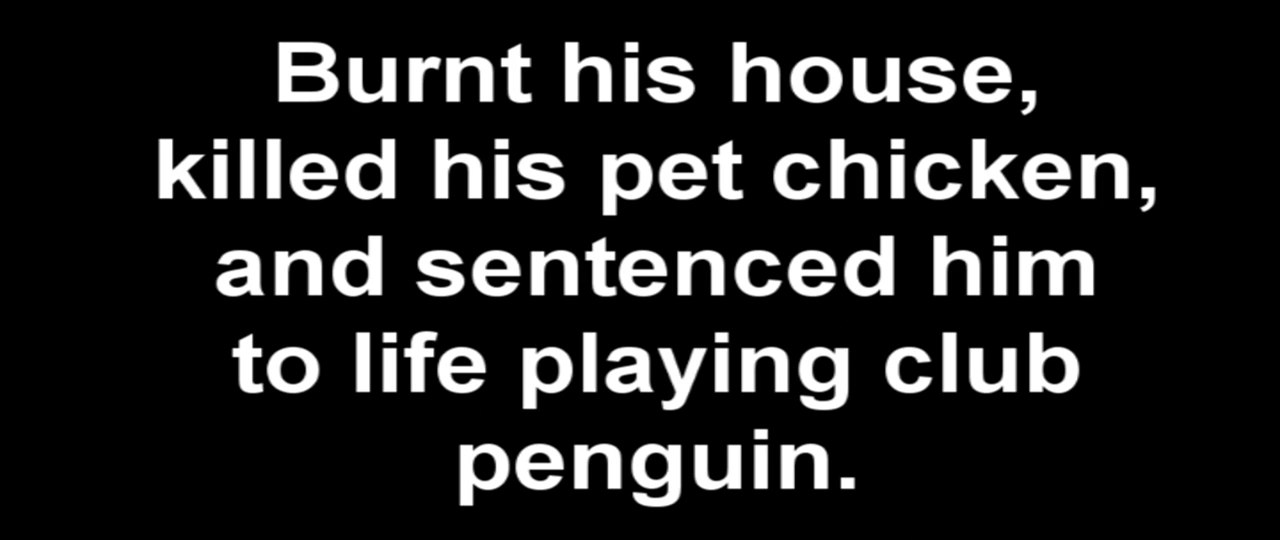 Burnt his house,
killed his pet chicken,
and sentenced him
to life playing club
penguin.